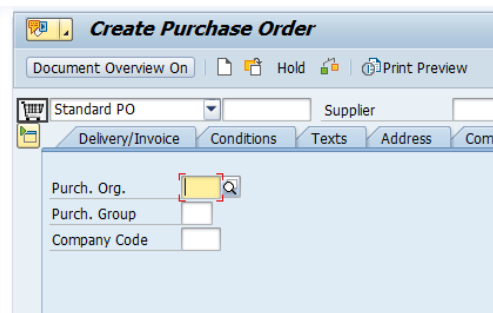 Create Purchase Order
Document Overview On Hold Print Preview
Standard PO Supplier
Delivery/Invoice Conditions Texts Address Com
Purch. Org.
Purch. Group
Company Code